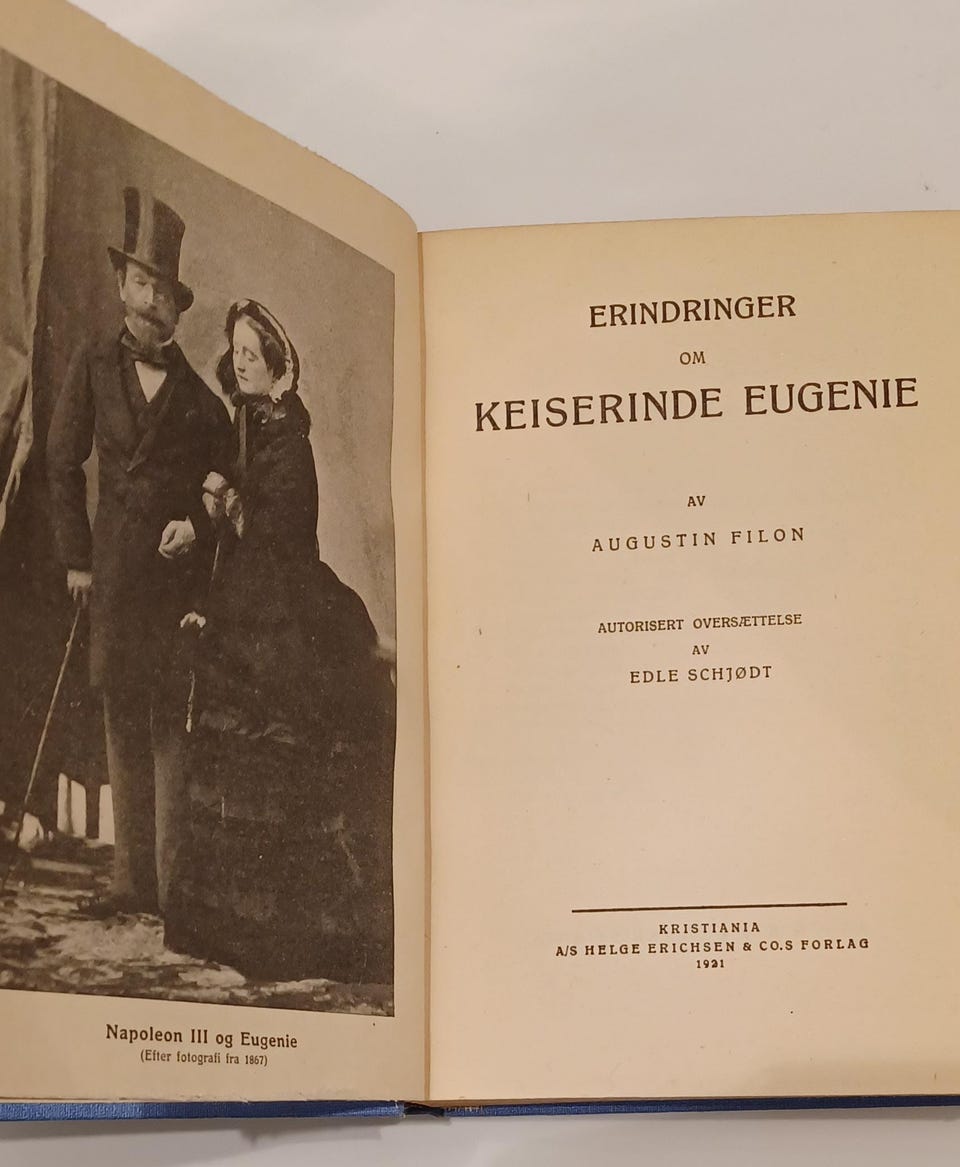 Napoleon III og Eugenie
(Efter fotografi fra 1867)
ERINDRINGER
OM
KEISERINDE EUGENIE
AV
AUGUSTIN FILON
AUTORISERT OVERSÆTTELSE
AV
EDLE SCHJØDT
KRISTIANIA
A/S HELGE ERICHSEN & CO.S FORLAG
1921